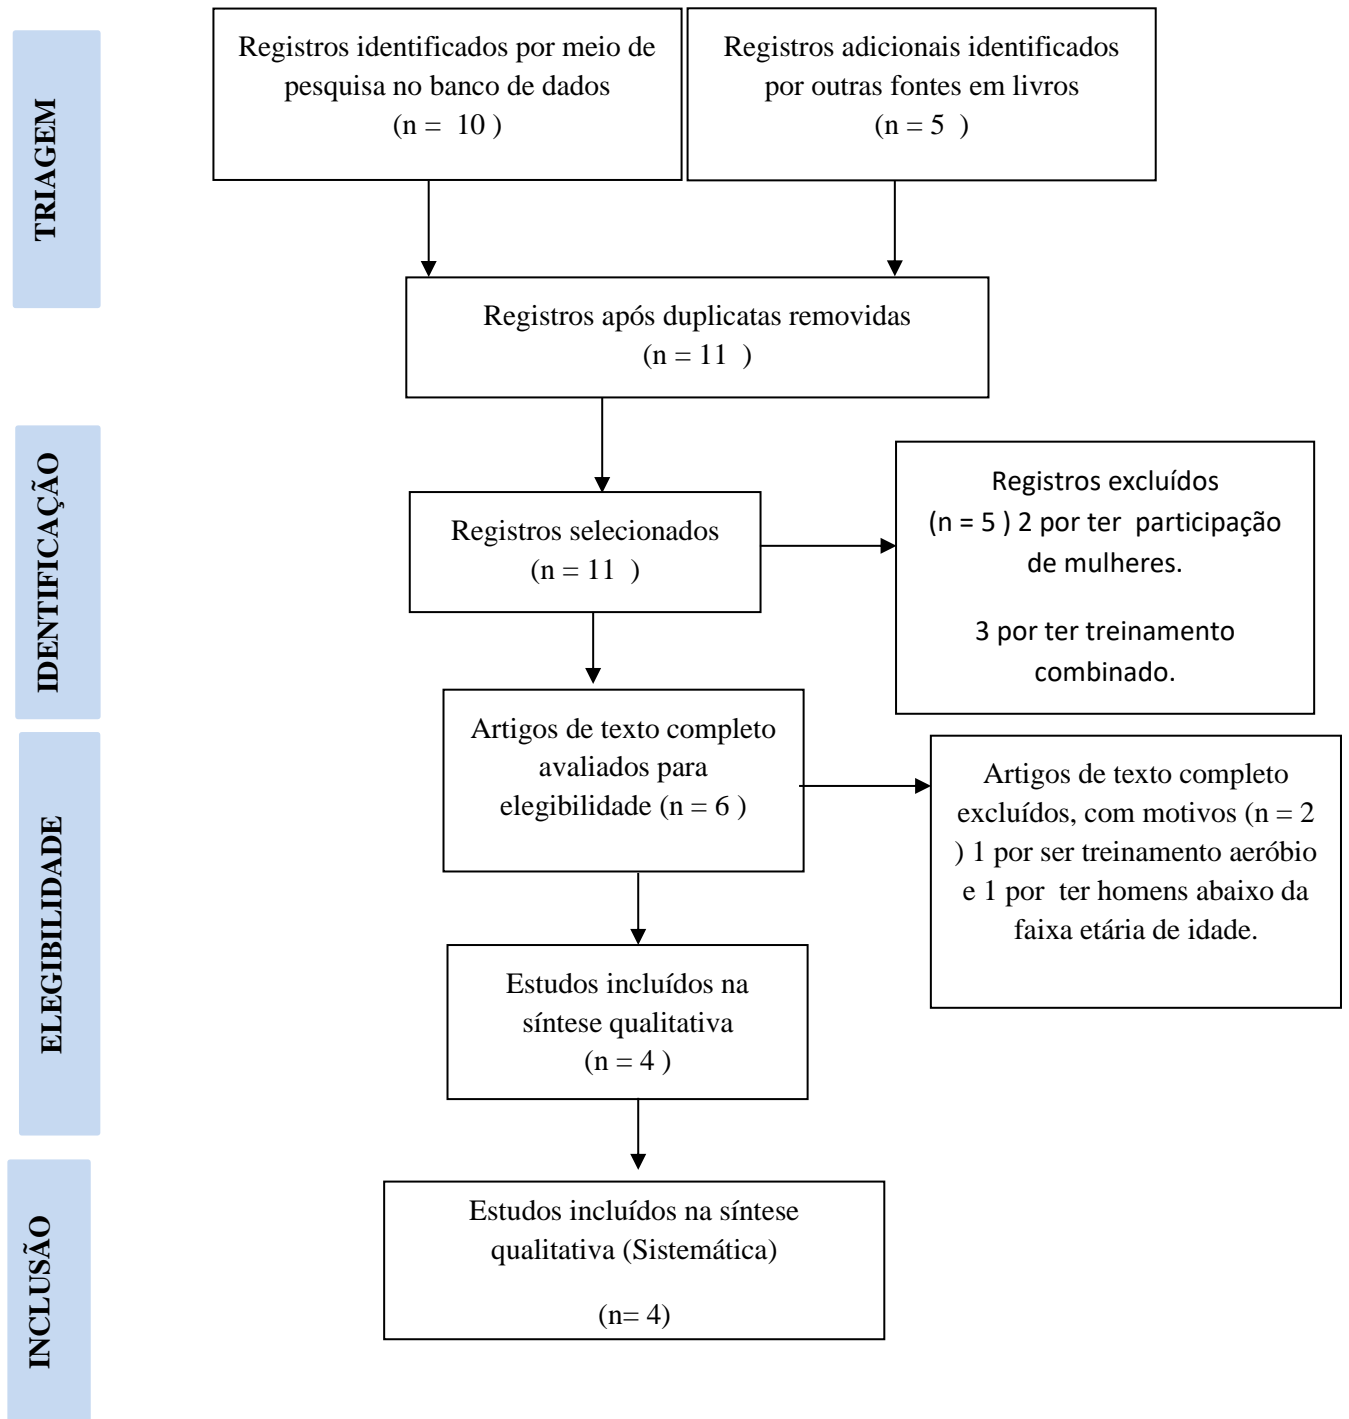 TRIAGEM
Registros identificados por meio de
pesquisa no banco de dados
(n =  10 )
Registros adicionais identificados
por outras fontes em livros
(n = 5  )
Registros após duplicatas removidas
(n = 11  )
IDENTIFICAÇÃO
Registros selecionados
(n = 11  )
Registros excluídos
(n = 5 ) 2 por ter  participação
de mulheres.
3 por ter treinamento
combinado.
ELEGIBILIDADE
Artigos de texto completo
avaliados para
elegibilidade (n = 6 )
Artigos de texto completo
excluídos, com motivos (n = 2
) 1 por ser treinamento aeróbio
e 1 por  ter homens abaixo da
faixa etária de idade.
Estudos incluídos na
síntese qualitativa
(n = 4 )
INCLUSÃO
Estudos incluídos na síntese
qualitativa (Sistemática)
(n= 4)